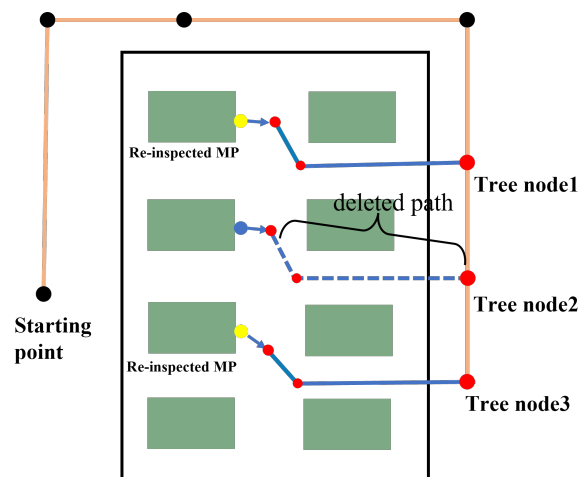 Re-inspected MP
Tree node1
deleted path
Tree node2
Starting
point
Re-inspected MP
Tree node3